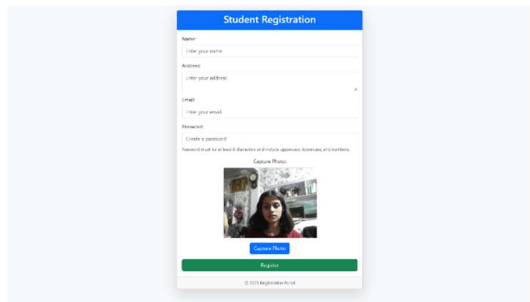 Student Registration
Name:
Enter your name
Address:
Enter your address
Email:
Enter your email
Password:
Create a password
Password must be at least 8 characters and include uppercase, lowercase, and numbers.
Capture Photo:
Capture Photo
Register
© 2025 Registration Portal